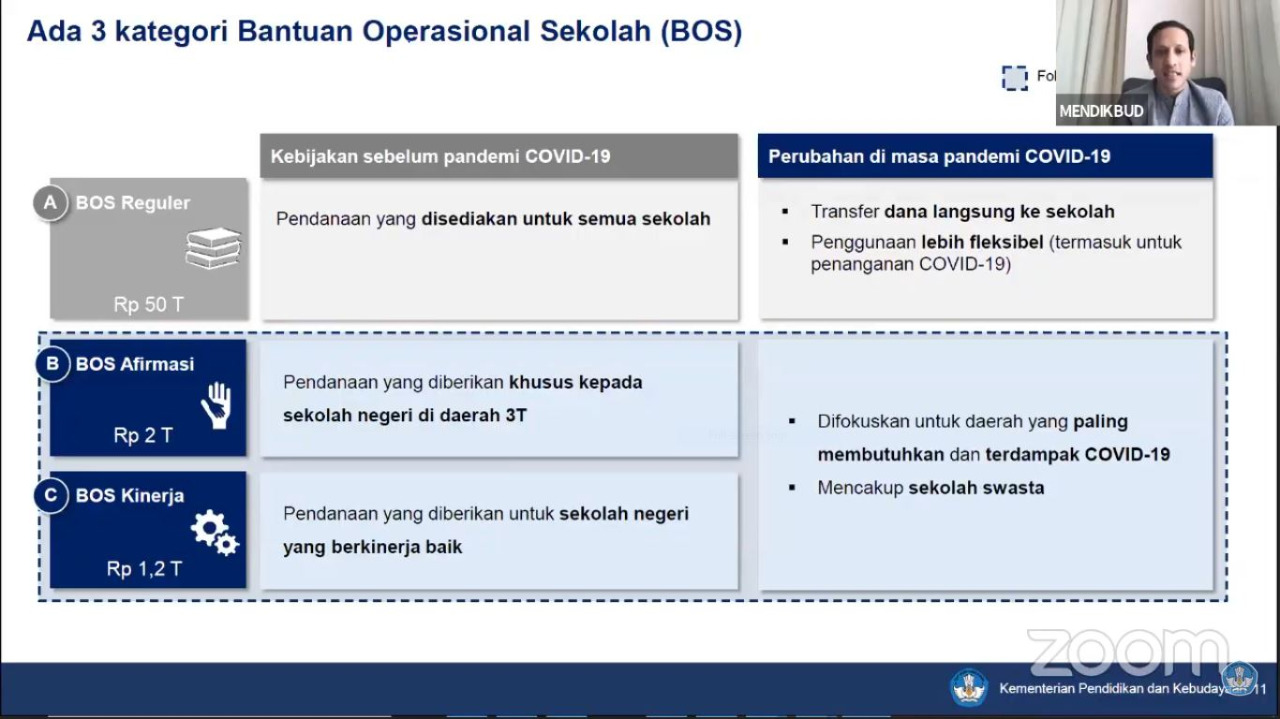 Ada 3 kategori Bantuan Operasional Sekolah (BOS)
MENDIKBUD
Kebijakan sebelum pandemi COVID-19
Perubahan di masa pandemi COVID-19
A
BOS Reguler
Rp 50 T
Pendanaan yang disediakan untuk semua sekolah
▪ Transfer dana langsung ke sekolah
▪ Penggunaan lebih fleksibel (termasuk untuk
penanganan COVID-19)
B
BOS Afirmasi
Rp 2 T
Pendanaan yang diberikan khusus kepada
sekolah negeri di daerah 3T
C
BOS Kinerja
Rp 1,2 T
Pendanaan yang diberikan untuk sekolah negeri
yang berkinerja baik
▪ Difokuskan untuk daerah yang paling
membutuhkan dan terdampak COVID-19
▪ Mencakup sekolah swasta
zoom
Kementerian Pendidikan dan
11